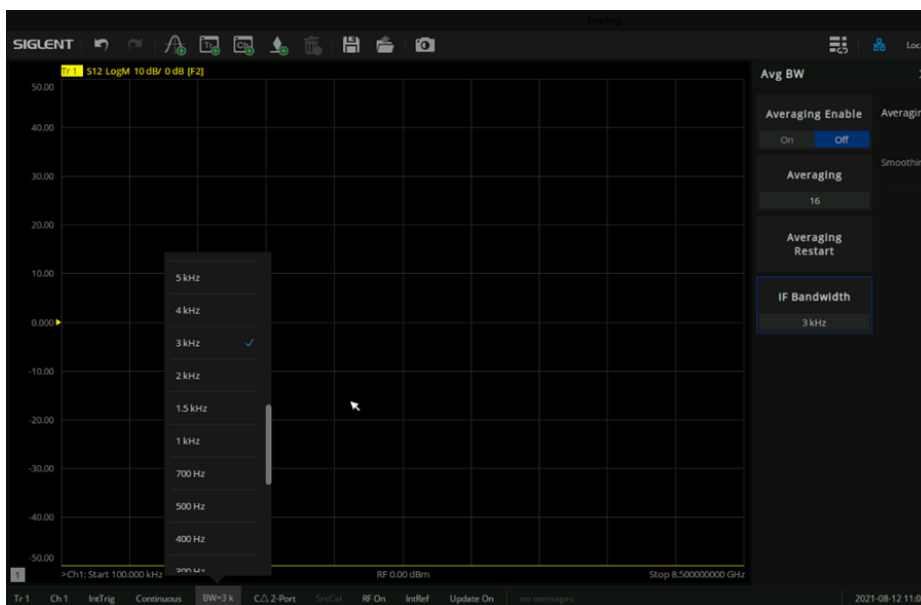 Loading
SIGLENT
Tr1 S12 LogM 10 dB/ 0 dB [F2]
50.00
40.00
30.00
20.00
10.00
0.000
-10.00
-20.00
-30.00
-40.00
-50.00
5 kHz
4 kHz
3 kHz
2 kHz
1.5 kHz
1 kHz
700 Hz
500 Hz
400 Hz
1
>Ch1: Start 100.000 kHz RF 0.00 dBm Stop 8.500000000 GHz
Avg BW
Averaging Enable
On Off
Averaging
16
Averaging
Restart
IF Bandwidth
3 kHz
Tr 1 Ch 1 IntTrig Continuous BW=3 k C△ 2-Port SrcCal RF On IntRef Update On no messages 2021-08-12